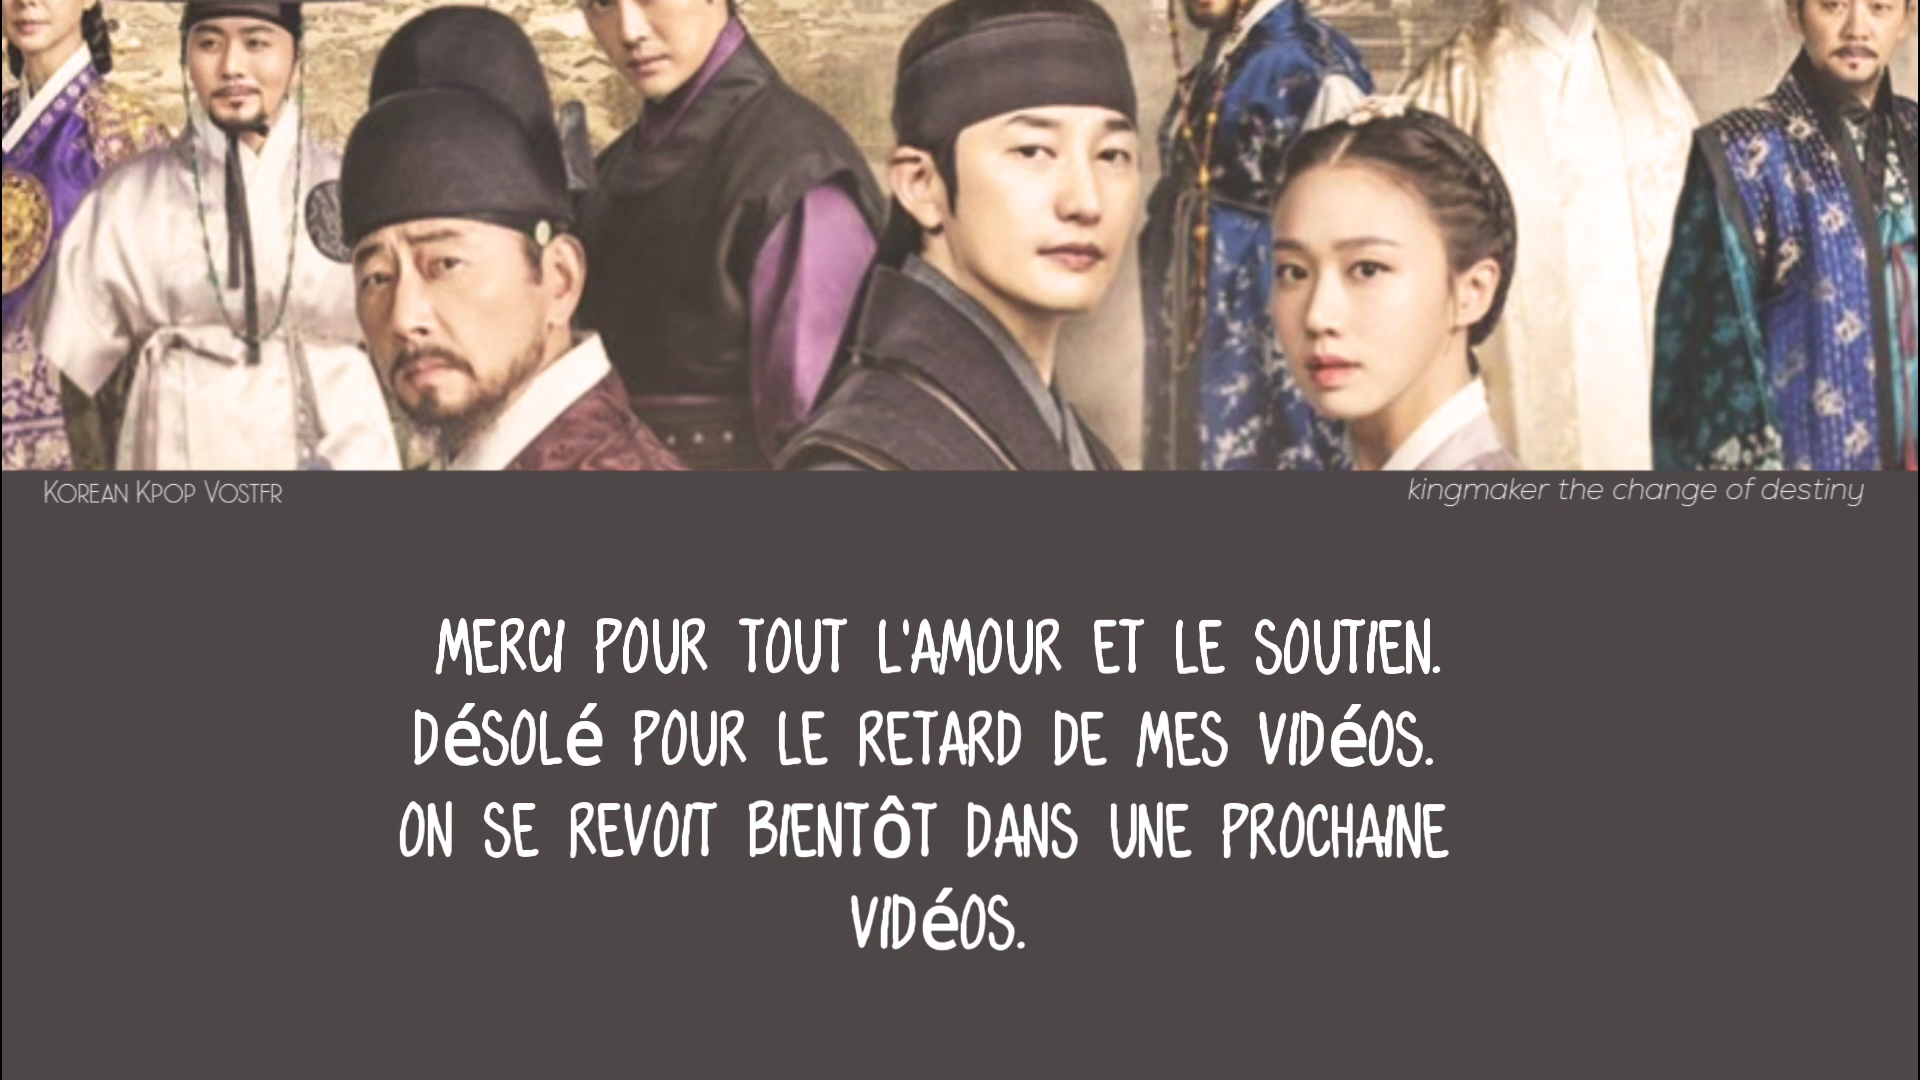 Korean Kpop Vostfr
kingmaker the change of destiny
MERCI POUR TOUT L'AMOUR ET LE SOUTIEN.
DéSOLé POUR LE RETARD DE MES VIDéOS.
ON SE REVOIT BIENTôT DANS UNE PROCHAINE
VIDéOS.